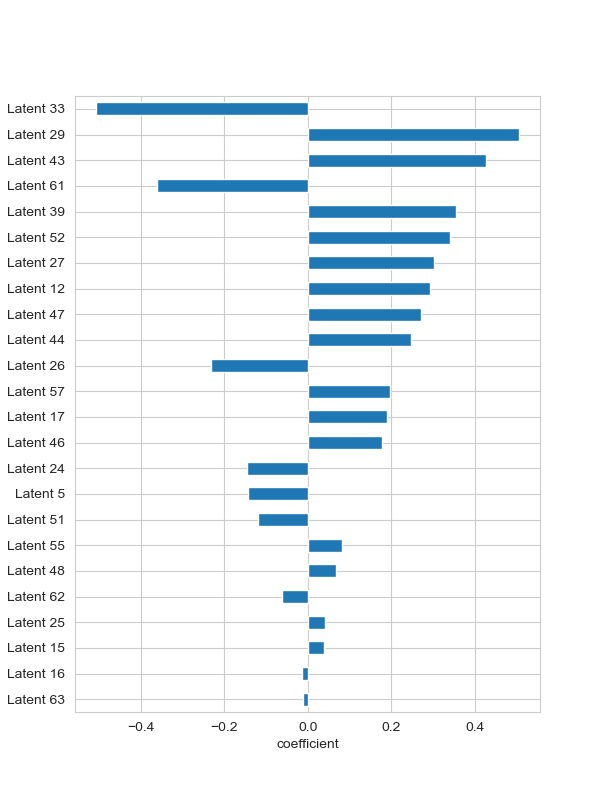 Latent 33
Latent 29
Latent 43
Latent 61
Latent 39
Latent 52
Latent 27
Latent 12
Latent 47
Latent 44
Latent 26
Latent 57
Latent 17
Latent 46
Latent 24
Latent 5
Latent 51
Latent 55
Latent 48
Latent 62
Latent 25
Latent 15
Latent 16
Latent 63
−0.4 −0.2 0.0 0.2 0.4
coefficient